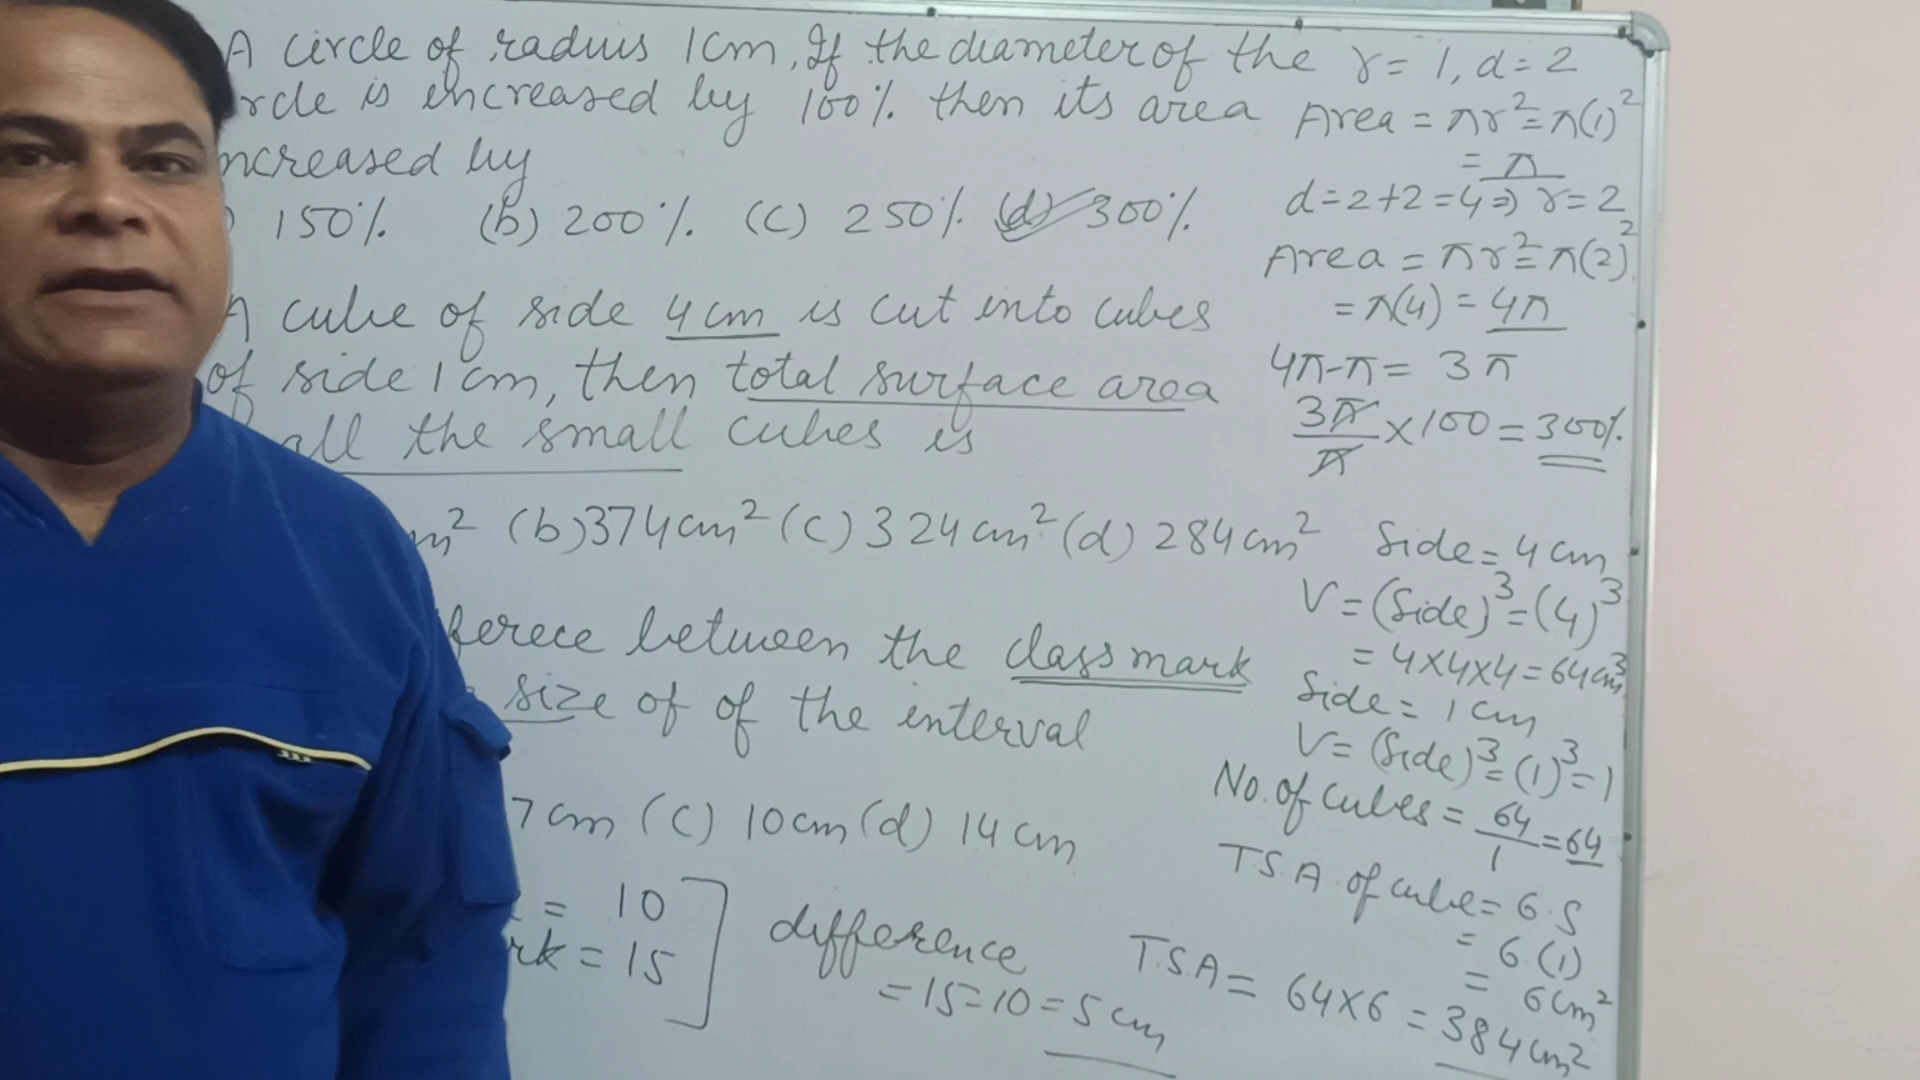 A circle of radius 1cm, If the diameter of the
rcle is increased by 100% then its area
ncreased by
) 150% (b) 200% (c) 250% (d) 300%
A cube of side 4cm is cut into cubes
of side 1 cm, then total surface area
all the small cubes is
m² (b) 374cm² (c) 324cm² (d) 284cm²
ferece between the class mark
size of of the interval
7cm (c) 10cm (d) 14cm
= 10
rk = 15
difference
= 15-10 = 5cm
r = 1, d = 2
Area = πr² = π(1)²
= π
d = 2+2 = 4 ⇒ r = 2
Area = πr² = π(2)²
= π(4) = 4π
4π-π = 3π
3π/π × 100 = 300%
Side = 4cm
V = (Side)³ = (4)³
= 4×4×4 = 64cm³
Side = 1cm
V = (Side)³ = (1)³ = 1
No. of cubes = 64/1 = 64
T.S.A. of cube = 6.S
= 6.(1)
= 6cm²
T.S.A = 64×6 = 384cm²